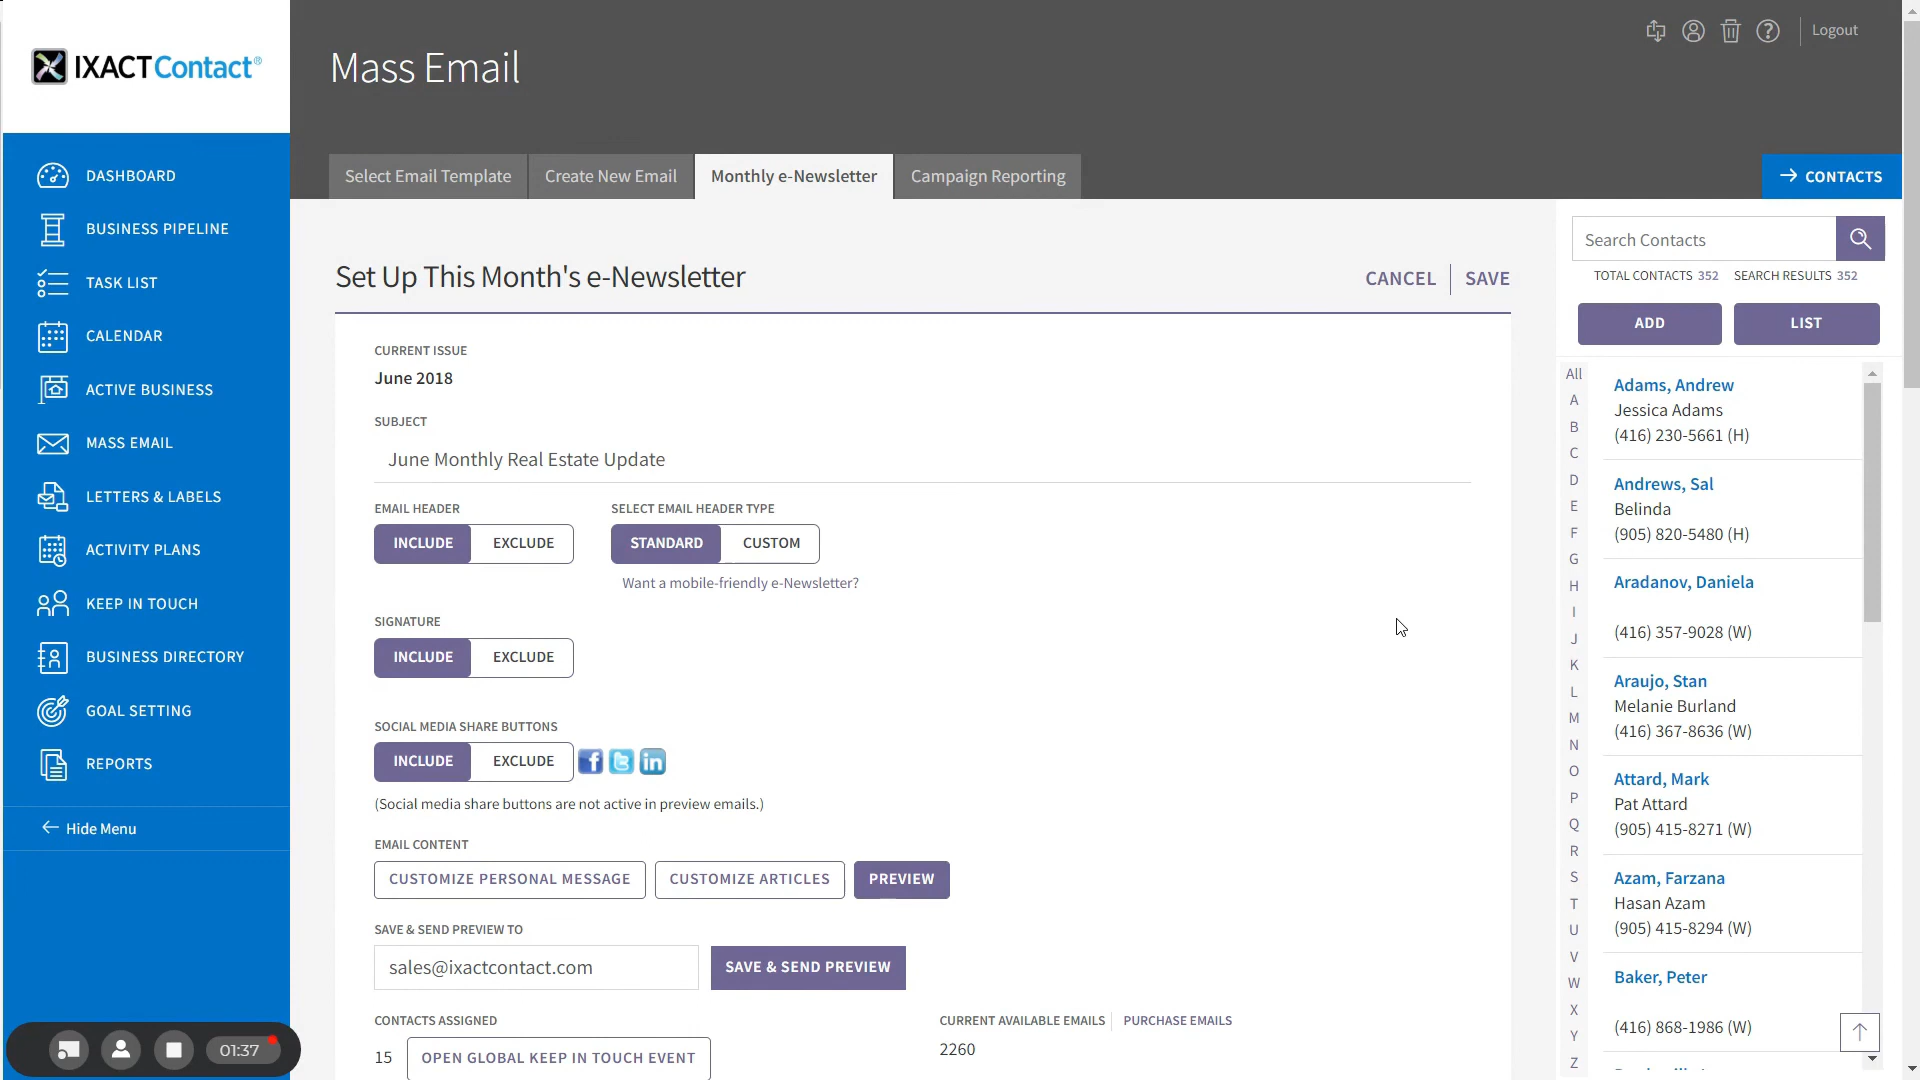 IXACTContact®
DASHBOARD
BUSINESS PIPELINE
TASK LIST
CALENDAR
ACTIVE BUSINESS
MASS EMAIL
LETTERS & LABELS
ACTIVITY PLANS
KEEP IN TOUCH
BUSINESS DIRECTORY
GOAL SETTING
REPORTS
Hide Menu
01:37
Mass Email
Logout
Select Email Template
Create New Email
Monthly e-Newsletter
Campaign Reporting
CONTACTS
Set Up This Month's e-Newsletter
CANCEL
SAVE
CURRENT ISSUE
June 2018
SUBJECT
June Monthly Real Estate Update
EMAIL HEADER
INCLUDE EXCLUDE
SELECT EMAIL HEADER TYPE
STANDARD CUSTOM
Want a mobile-friendly e-Newsletter?
SIGNATURE
INCLUDE EXCLUDE
SOCIAL MEDIA SHARE BUTTONS
INCLUDE EXCLUDE
(Social media share buttons are not active in preview emails.)
EMAIL CONTENT
CUSTOMIZE PERSONAL MESSAGE
CUSTOMIZE ARTICLES
PREVIEW
SAVE & SEND PREVIEW TO
sales@ixactcontact.com
SAVE & SEND PREVIEW
CONTACTS ASSIGNED
15
OPEN GLOBAL KEEP IN TOUCH EVENT
CURRENT AVAILABLE EMAILS
PURCHASE EMAILS
2260
Search Contacts
TOTAL CONTACTS 352
SEARCH RESULTS 352
ADD
LIST
All
A
B
C
D
E
F
G
H
I
J
K
L
M
N
O
P
Q
R
S
T
U
V
W
X
Y
Z
Adams, Andrew
Jessica Adams
(416) 230-5661 (H)
Andrews, Sal
Belinda
(905) 820-5480 (H)
Aradanov, Daniela
(416) 357-9028 (W)
Araujo, Stan
Melanie Burland
(416) 367-8636 (W)
Attard, Mark
Pat Attard
(905) 415-8271 (W)
Azam, Farzana
Hasan Azam
(905) 415-8294 (W)
Baker, Peter
(416) 868-1986 (W)